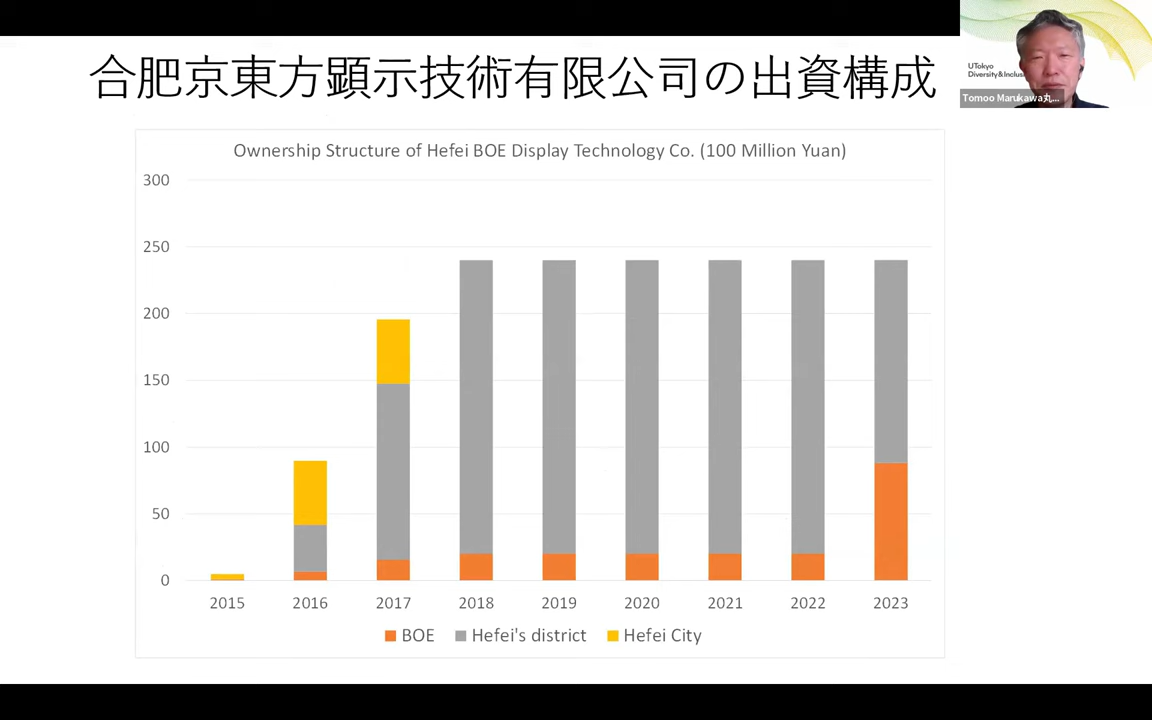 合肥京東方顕示技術有限公司の出資構成
UTokyo
Diversity&Inclus
Tomoo Marukawa丸...
Ownership Structure of Hefei BOE Display Technology Co. (100 Million Yuan)
300
250
200
150
100
50
0
2015 2016 2017 2018 2019 2020 2021 2022 2023
BOE Hefei's district Hefei City